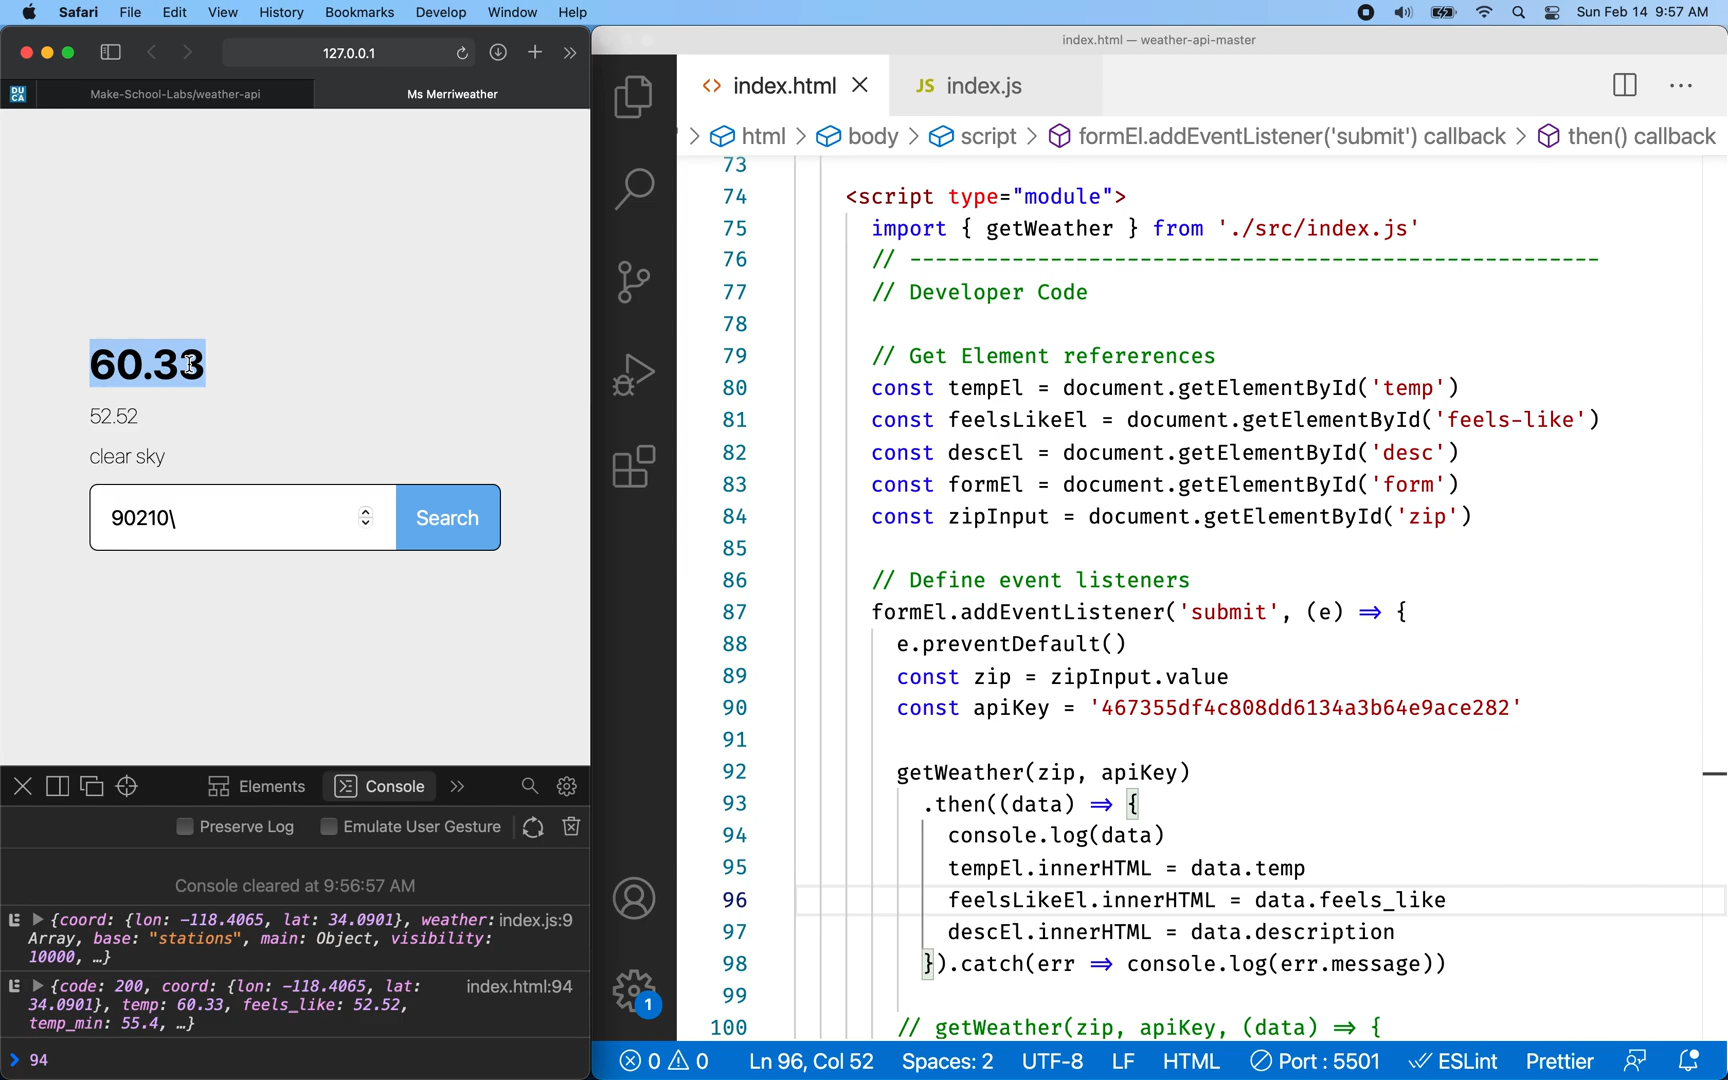 Safari File Edit View History Bookmarks Develop Window Help
Sun Feb 14 9:57 AM
127.0.0.1
DU
CA
Make-School-Labs/weather-api
Ms Merriweather
60.33
52.52
clear sky
90210\
Search
Elements
Console
Preserve Log
Emulate User Gesture
Console cleared at 9:56:57 AM
{coord: {lon: -118.4065, lat: 34.0901}, weather: index.js:9
Array, base: "stations", main: Object, visibility:
10000, …}
{code: 200, coord: {lon: -118.4065, lat: index.html:94
34.0901}, temp: 60.33, feels_like: 52.52,
temp_min: 55.4, …}
> 94
index.html — weather-api-master
<> index.html
JS index.js
> html > body > script > formEl.addEventListener('submit') callback > then() callback
73
74 <script type="module">
75 import { getWeather } from './src/index.js'
76 // ------------------------------------------------------
77 // Developer Code
78
79 // Get Element refererences
80 const tempEl = document.getElementById('temp')
81 const feelsLikeEl = document.getElementById('feels-like')
82 const descEl = document.getElementById('desc')
83 const formEl = document.getElementById('form')
84 const zipInput = document.getElementById('zip')
85
86 // Define event listeners
87 formEl.addEventListener('submit', (e) => {
88 e.preventDefault()
89 const zip = zipInput.value
90 const apiKey = '467355df4c808dd6134a3b64e9ace282'
91
92 getWeather(zip, apiKey)
93 .then((data) => {
94 console.log(data)
95 tempEl.innerHTML = data.temp
96 feelsLikeEl.innerHTML = data.feels_like
97 descEl.innerHTML = data.description
98 }).catch(err => console.log(err.message))
99
100 // getWeather(zip, apiKey, (data) => {
1
0 0 Ln 96, Col 52 Spaces: 2 UTF-8 LF HTML Port : 5501 ESLint Prettier